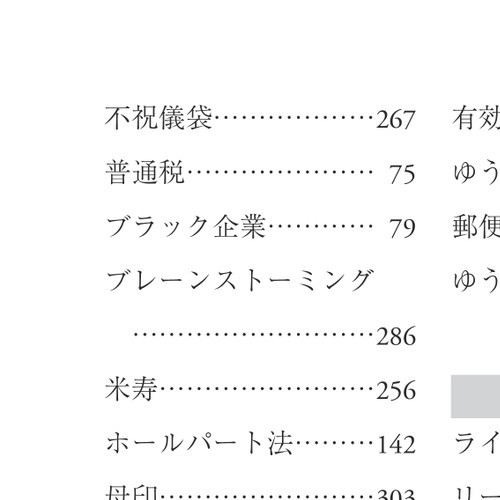 不祝儀袋………………267
普通税………………… 75
ブラック企業………… 79
ブレーンストーミング
………………………286
米寿……………………256
ホールパート法………142
母印……………………303
有効
ゆう
郵便
ゆう
ライ
リー